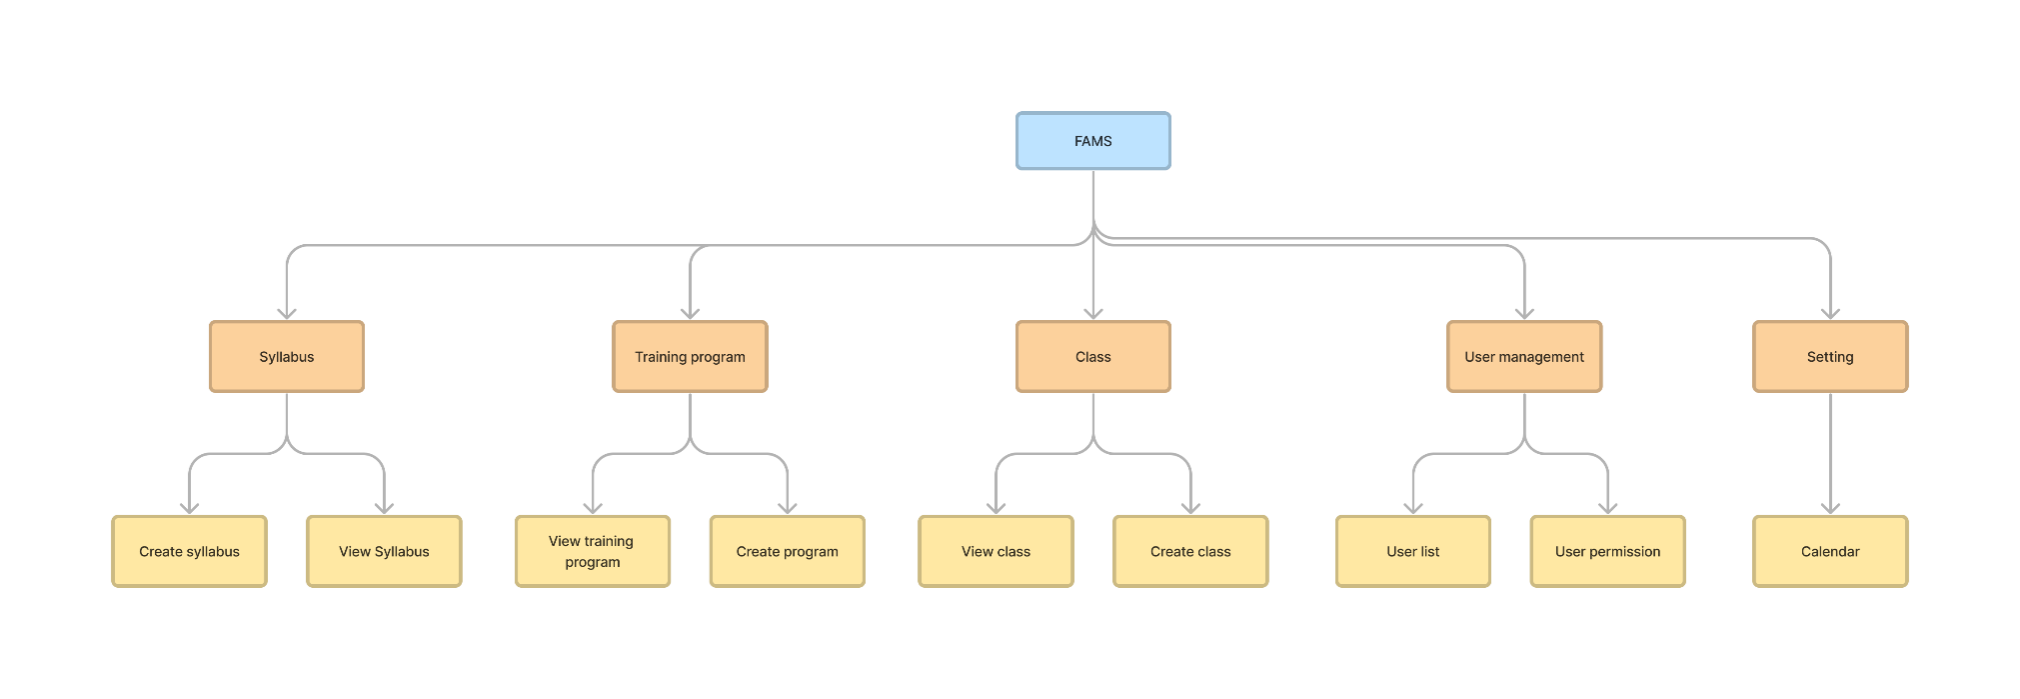 FAMS
Syllabus
Training program
Class
User management
Setting
Create syllabus
View Syllabus
View training
program
Create program
View class
Create class
User list
User permission
Calendar